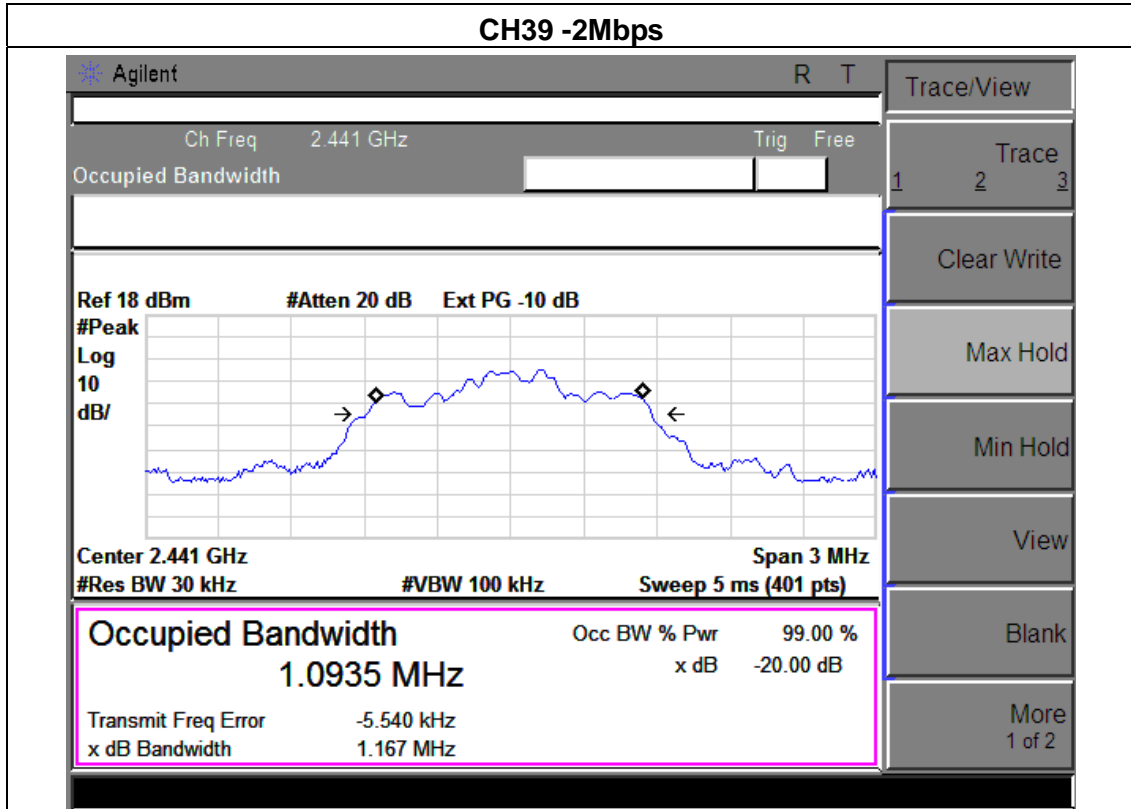 CH39 -2Mbps
Agilent R T
Ch Freq 2.441 GHz Trig Free
Occupied Bandwidth
Ref 18 dBm #Atten 20 dB Ext PG -10 dB
#Peak
Log
10
dB/
Center 2.441 GHz Span 3 MHz
#Res BW 30 kHz #VBW 100 kHz Sweep 5 ms (401 pts)
Occupied Bandwidth Occ BW % Pwr 99.00 %
1.0935 MHz x dB -20.00 dB
Transmit Freq Error -5.540 kHz
x dB Bandwidth 1.167 MHz
Trace/View
Trace
1 2 3
Clear Write
Max Hold
Min Hold
View
Blank
More
1 of 2